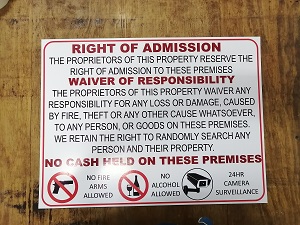 RIGHT OF ADMISSION
THE PROPRIETORS OF THIS PROPERTY RESERVE THE
RIGHT OF ADMISSION TO THESE PREMISES
WAIVER OF RESPONSIBILITY
THE PROPRIETORS OF THIS PROPERTY WAIVER ANY
RESPONSIBILITY FOR ANY LOSS OR DAMAGE, CAUSED
BY FIRE, THEFT OR ANY OTHER CAUSE WHATSOEVER,
TO ANY PERSON, OR GOODS ON THESE PREMISES.
WE RETAIN THE RIGHT TO RANDOMLY SEARCH ANY
PERSON AND THEIR PROPERTY.
NO CASH HELD ON THESE PREMISES
NO FIRE
ARMS
ALLOWED
NO
ALCOHOL
ALLOWED
24HR
CAMERA
SURVEILLANCE